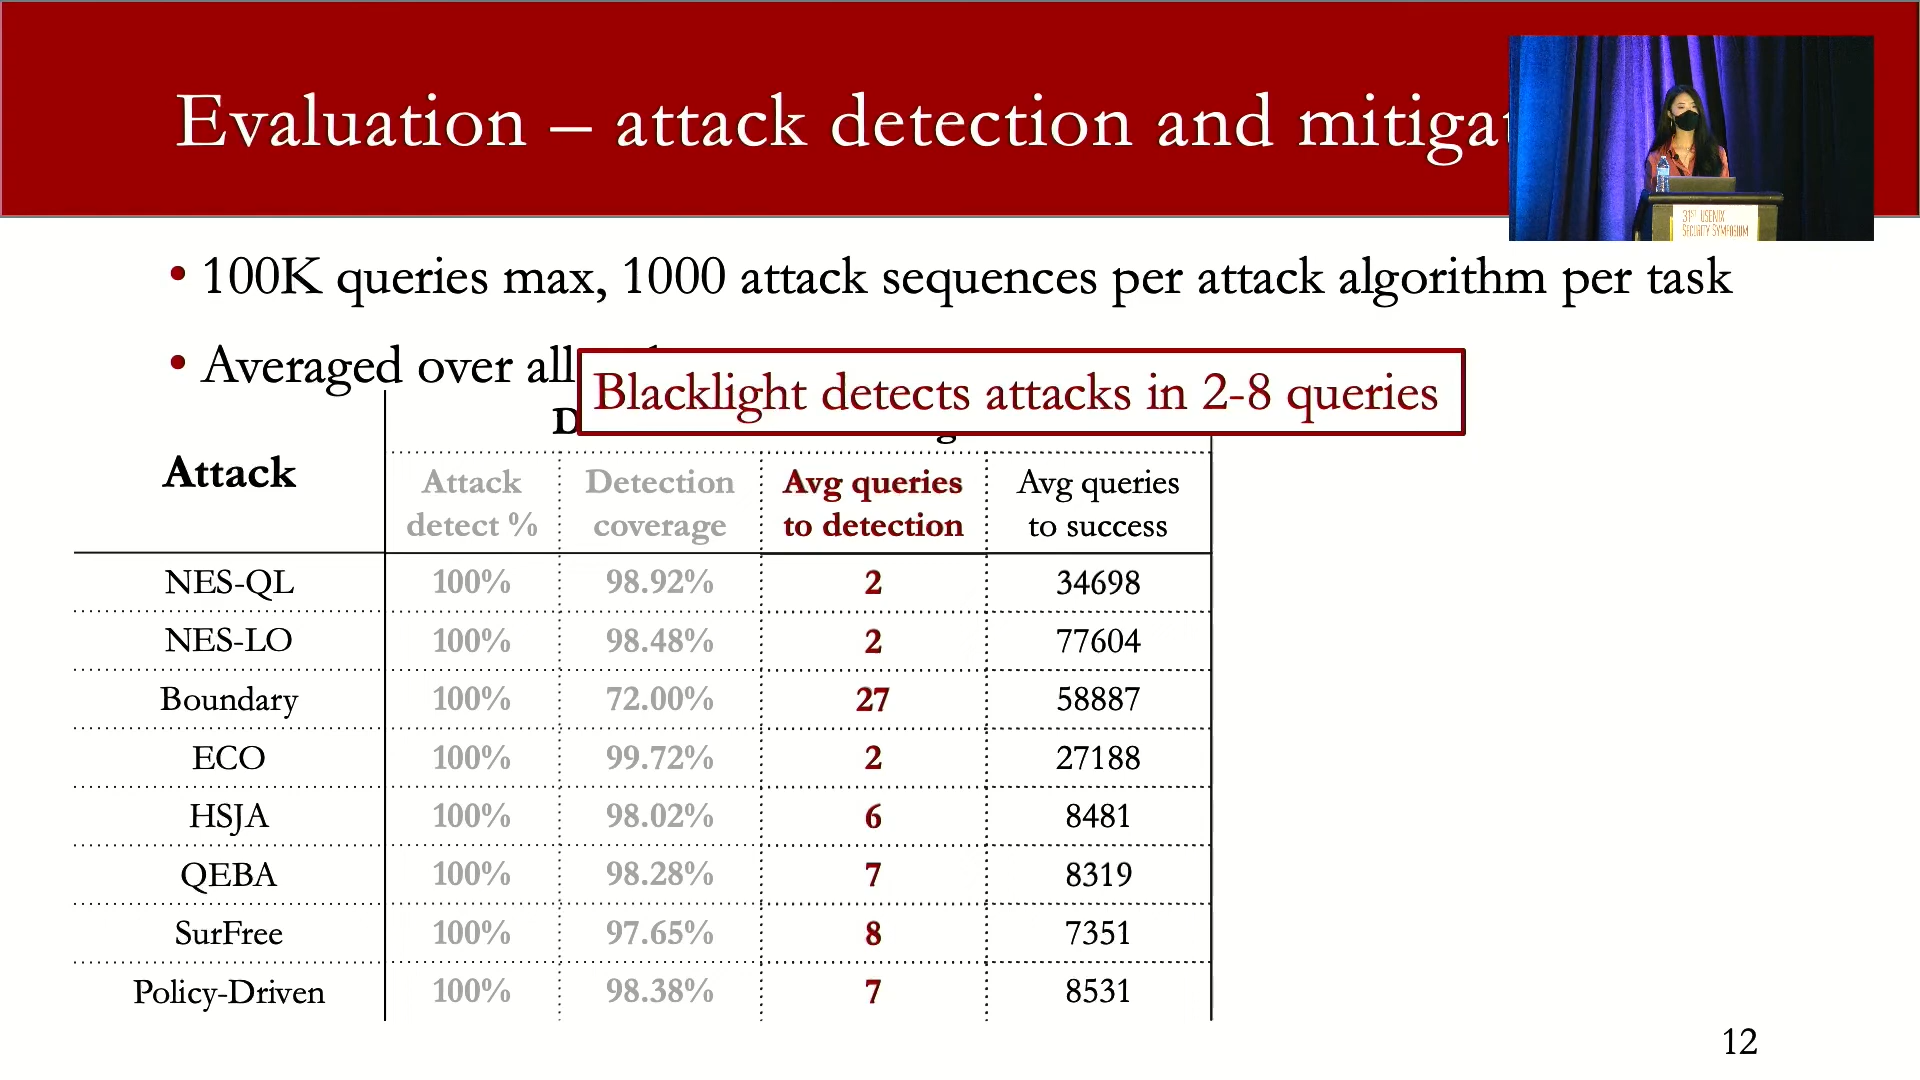 Evaluation – attack detection and
31ST USENIX
SECURITY SYMPOSIUM
• 100K queries max, 1000 attack sequences per attack algorithm per task
• Averaged over all
Blacklight detects attacks in 2-8 queries
Attack
Attack detect %
Detection coverage
Avg queries to detection
Avg queries to success
NES-QL 100% 98.92% 2 34698
NES-LO 100% 98.48% 2 77604
Boundary 100% 72.00% 27 58887
ECO 100% 99.72% 2 27188
HSJA 100% 98.02% 6 8481
QEBA 100% 98.28% 7 8319
SurFree 100% 97.65% 8 7351
Policy-Driven 100% 98.38% 7 8531
12